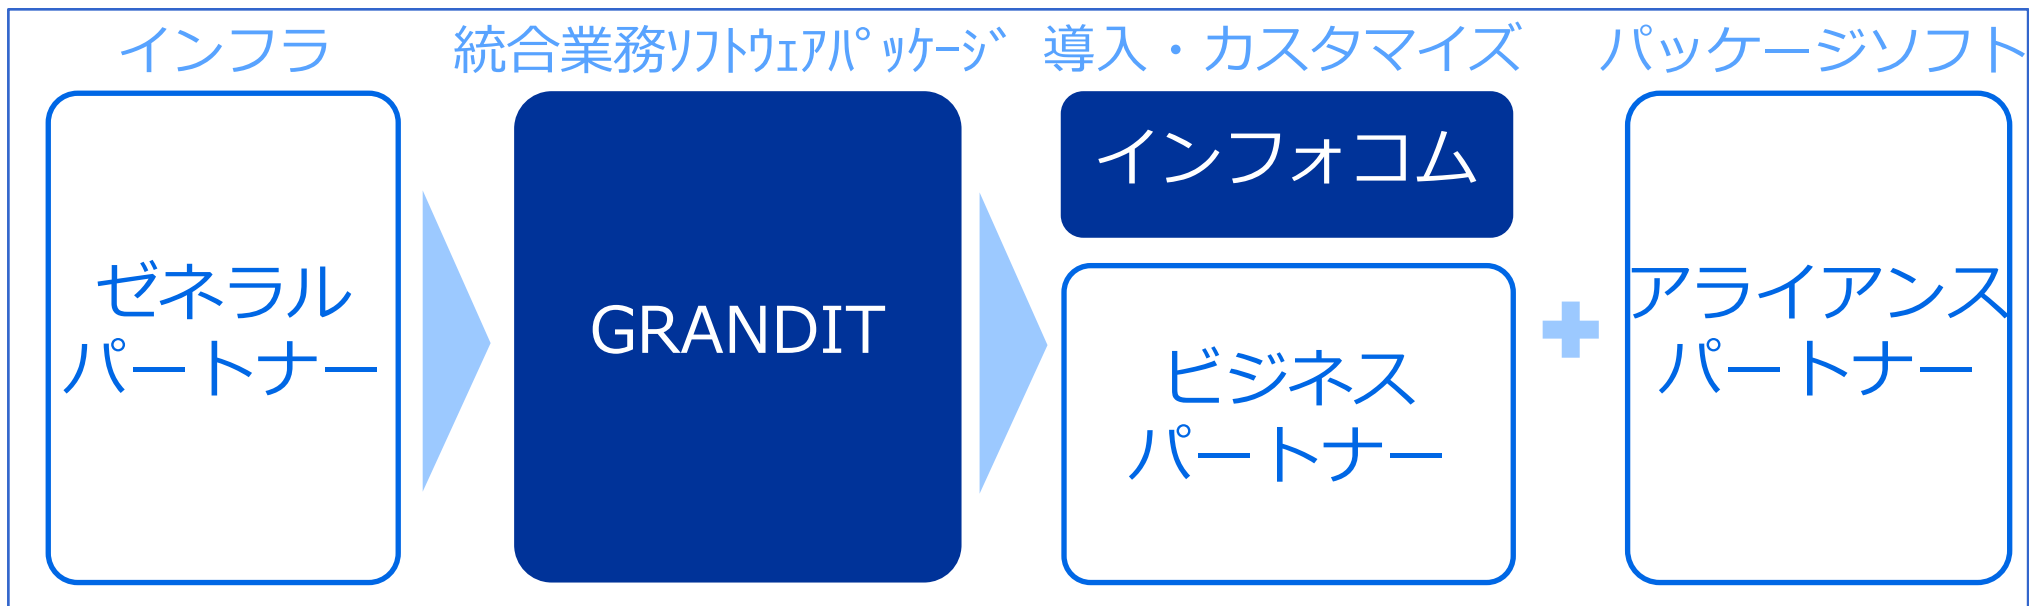 インフラ
統合業務ｿﾌﾄｳｪｱﾊﾟｯｹｰｼﾞ
導入・カスタマイズ
パッケージソフト
ゼネラル
パートナー
GRANDIT
インフォコム
ビジネス
パートナー
アライアンス
パートナー